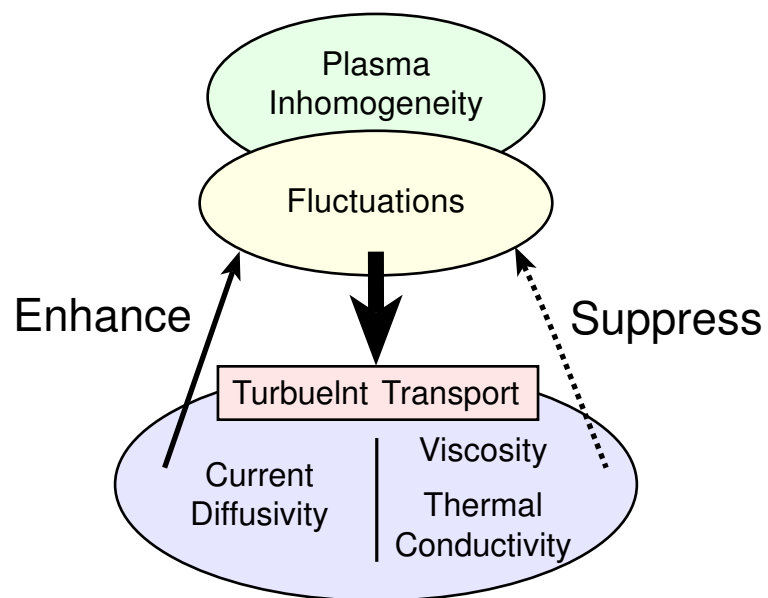 Plasma
Inhomogeneity
Fluctuations
Enhance
Suppress
Turbuelnt Transport
Current
Diffusivity
Viscosity
Thermal
Conductivity